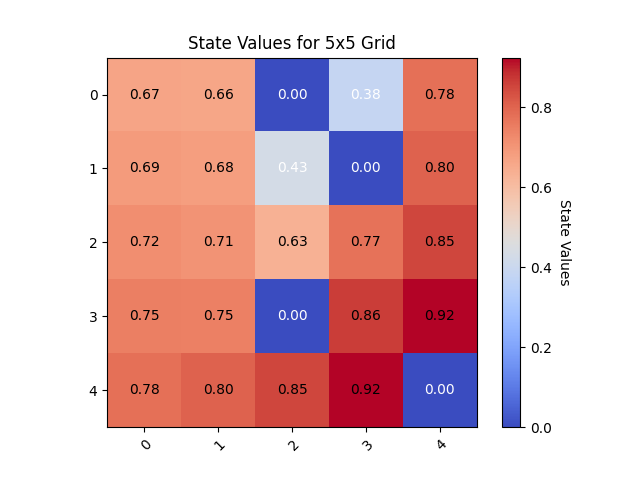 State Values for 5x5 Grid
0 0.67 0.66 0.00 0.38 0.78
1 0.69 0.68 0.43 0.00 0.80
2 0.72 0.71 0.63 0.77 0.85
3 0.75 0.75 0.00 0.86 0.92
4 0.78 0.80 0.85 0.92 0.00
0 1 2 3 4
0.8
0.6
0.4
0.2
0.0
State Values